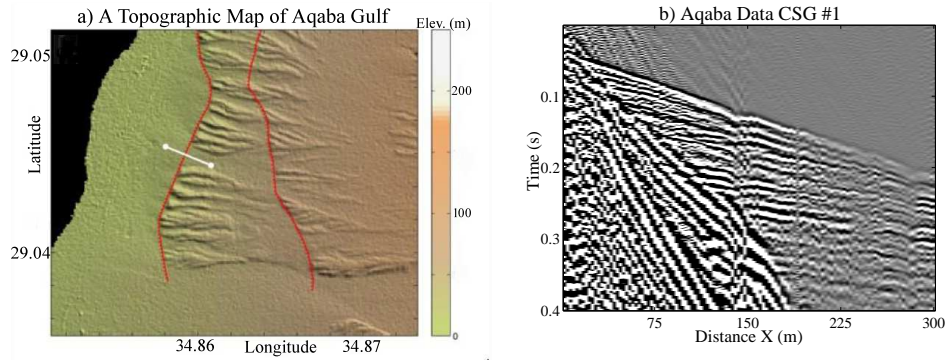 a) A Topographic Map of Aqaba Gulf
Elev. (m)
29.05
200
Latitude
100
29.04
0
34.86
Longitude
34.87
b) Aqaba Data CSG #1
0.1
Time (s)
0.2
0.3
0.4
75
150
225
300
Distance X (m)